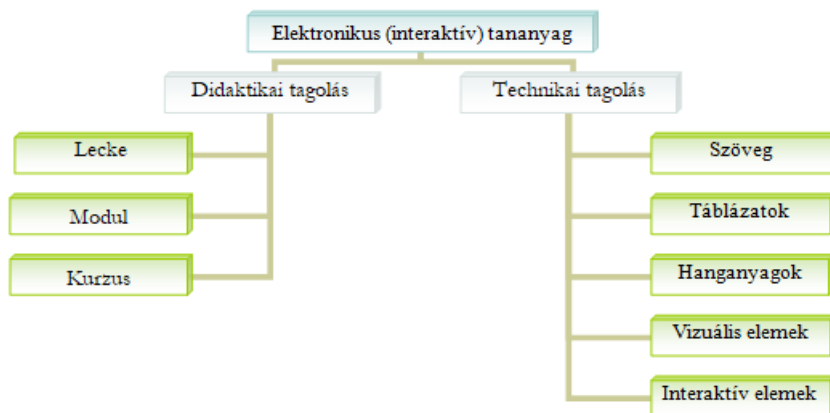 Elektronikus (interaktív) tananyag
Didaktikai tagolás
Technikai tagolás
Lecke
Modul
Kurzus
Szöveg
Táblázatok
Hanganyagok
Vizuális elemek
Interaktív elemek